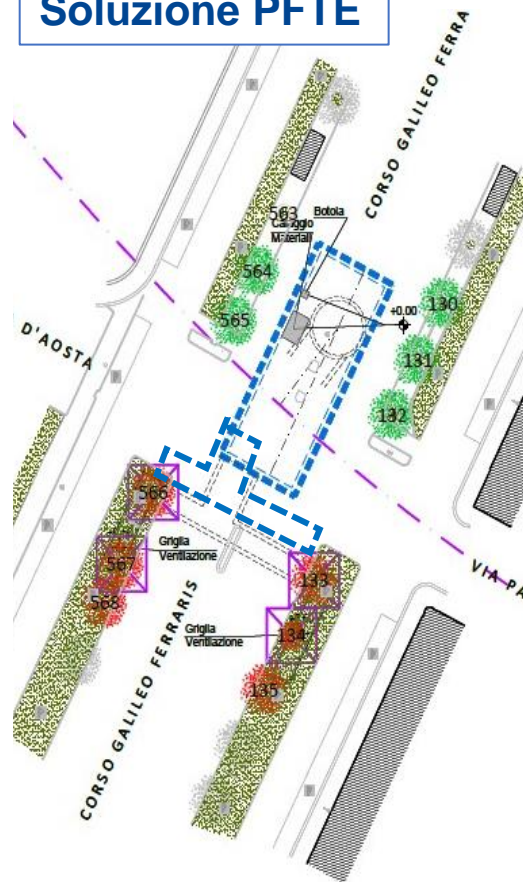 Soluzione PFTE
CORSO GALILEO FERRA
563
Botola
Calaggio
Materiali
564
565
+0.00
130
131
132
D'AOSTA
566
Griglia
Ventilazione
567
568
133
Griglia
Ventilazione
134
135
VIA PA
CORSO GALILEO FERRARIS